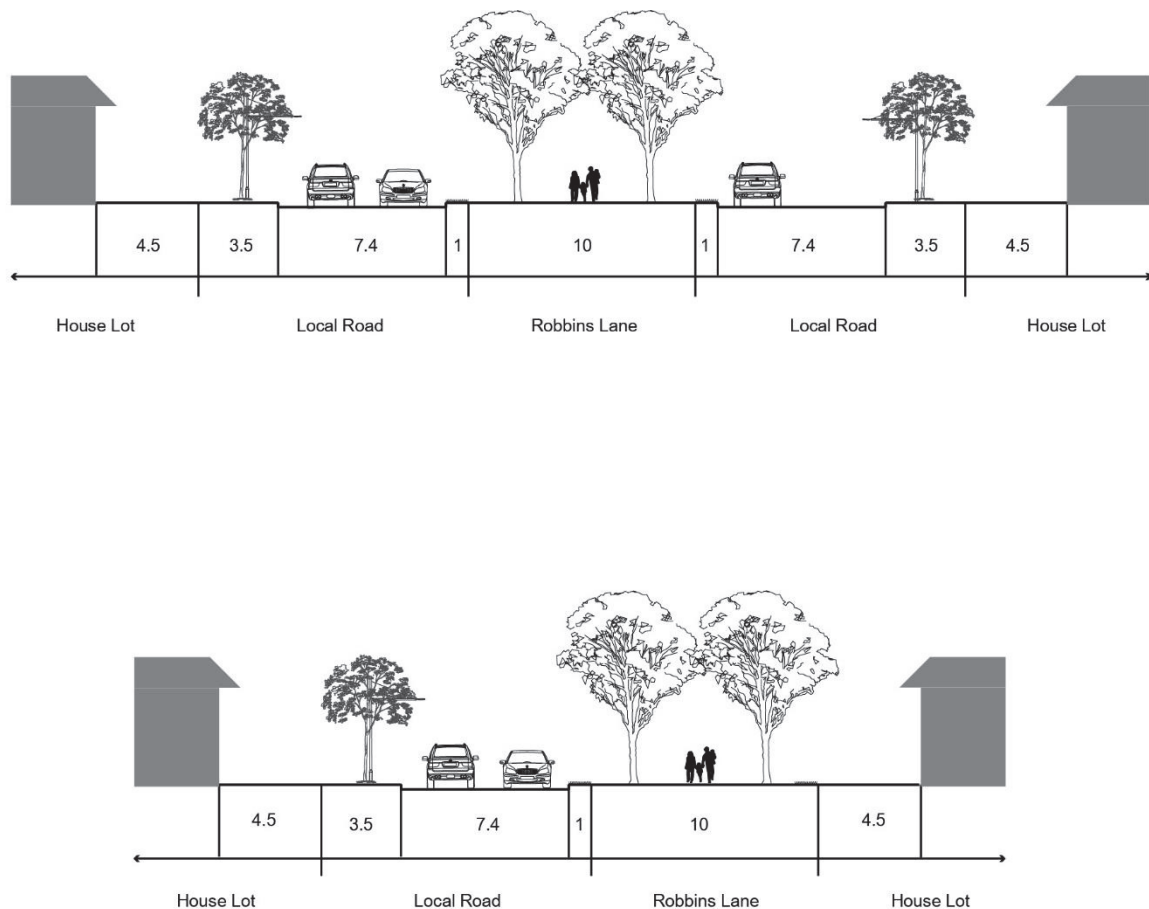 4.5 3.5 7.4 1 10 1 7.4 3.5 4.5
House Lot Local Road Robbins Lane Local Road House Lot
4.5 3.5 7.4 1 10 4.5
House Lot Local Road Robbins Lane House Lot